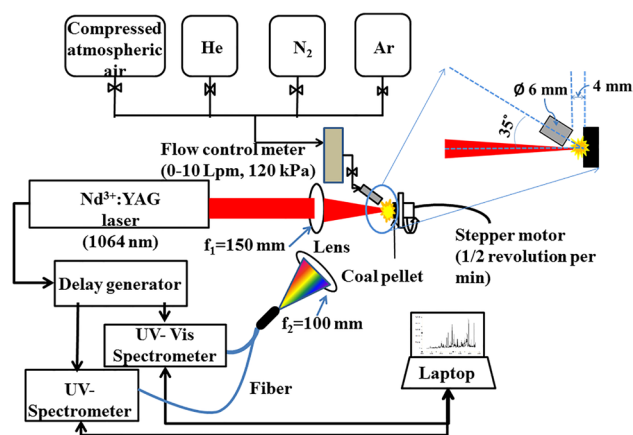 Compressed
atmospheric
air
He
N₂
Ar
Ø 6 mm
4 mm
35°
Flow control meter
(0-10 Lpm, 120 kPa)
Nd³⁺:YAG
laser
(1064 nm)
f₁=150 mm
Lens
Coal pellet
Stepper motor
(1/2 revolution per
min)
Delay generator
f₂=100 mm
UV- Vis
Spectrometer
Fiber
UV-
Spectrometer
Laptop